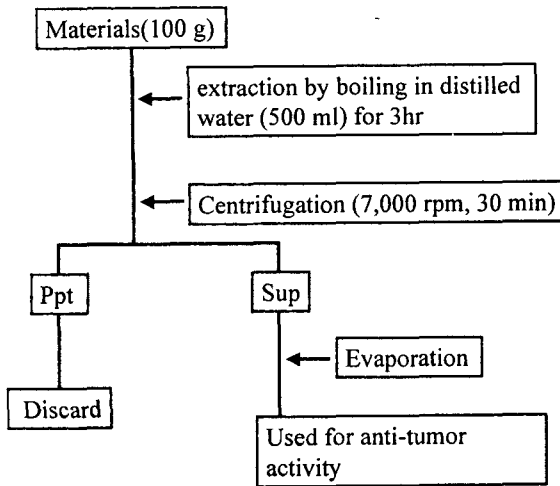 Materials(100 g)
extraction by boiling in distilled
water (500 ml) for 3hr
Centrifugation (7,000 rpm, 30 min)
Ppt
Sup
Evaporation
Discard
Used for anti-tumor
activity